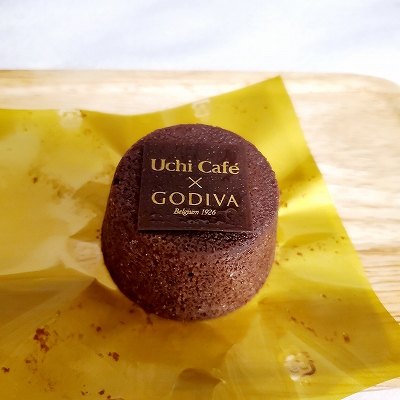 Uchi Café
×
GODIVA
Belgium 1926